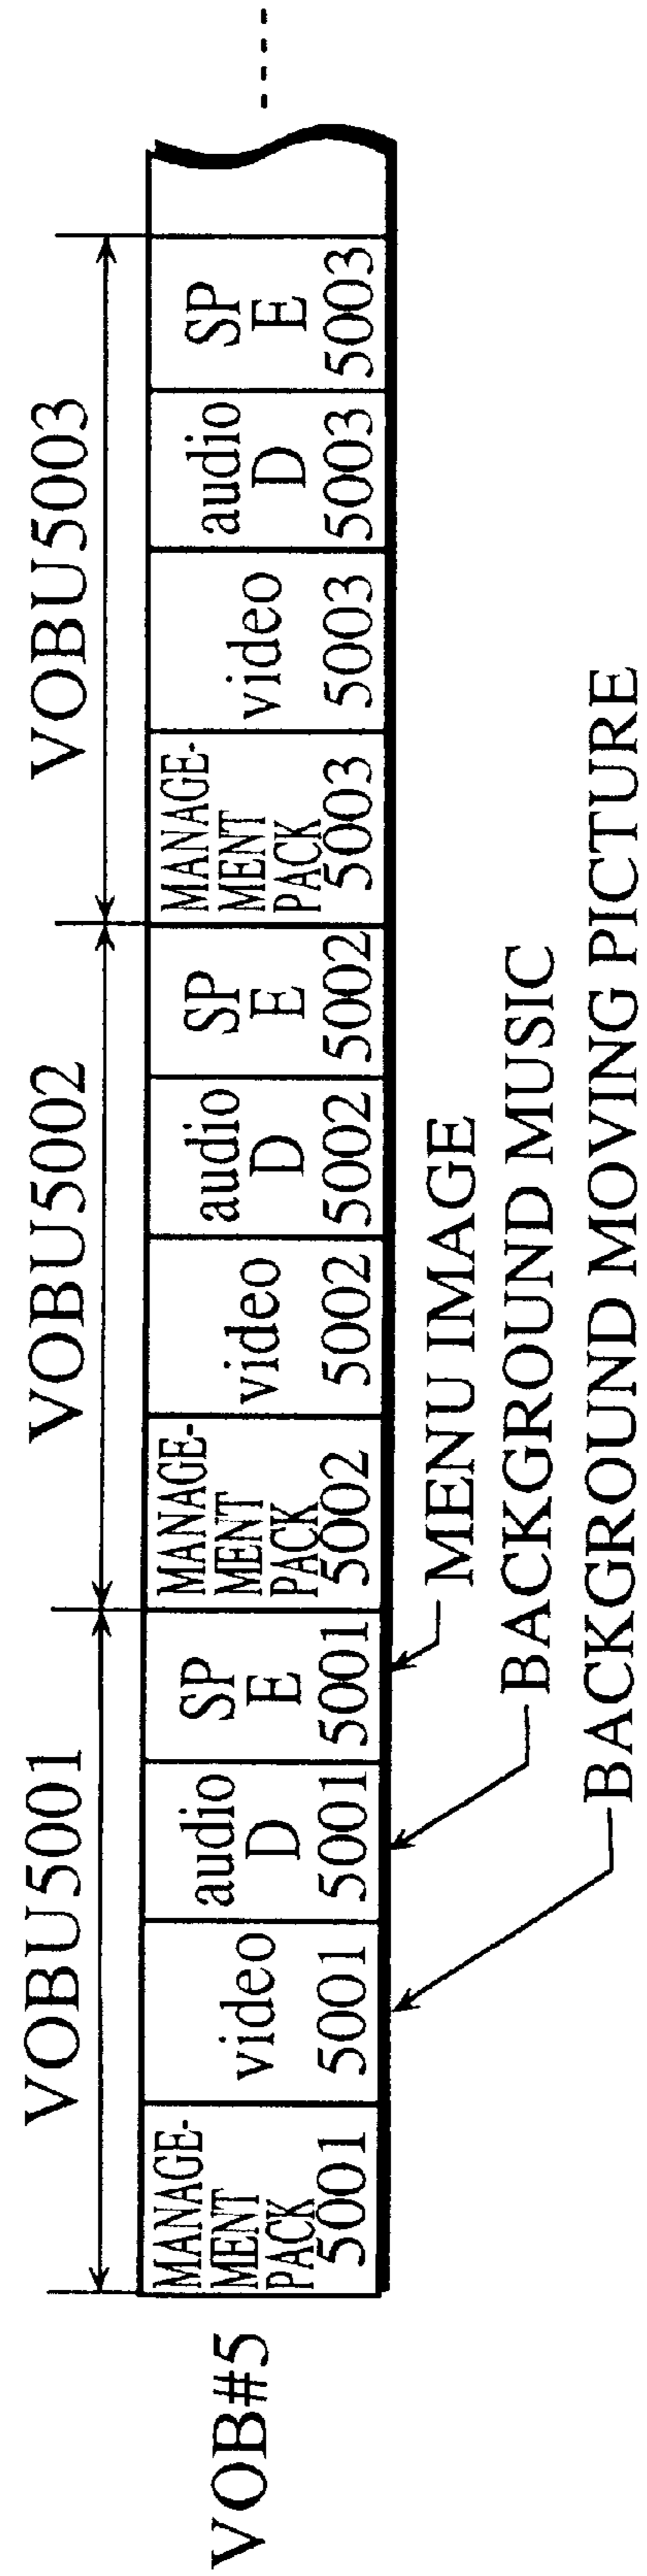 VOBU5001
VOBU5002
VOBU5003
VOB#5
MANAGE-
MENT
PACK
5001
video
5001
audio
D
5001
SP
E
5001
MANAGE-
MENT
PACK
5002
video
5002
audio
D
5002
SP
E
5002
MANAGE-
MENT
PACK
5003
video
5003
audio
D
5003
SP
E
5003
MENU IMAGE
BACKGROUND MUSIC
BACKGROUND MOVING PICTURE